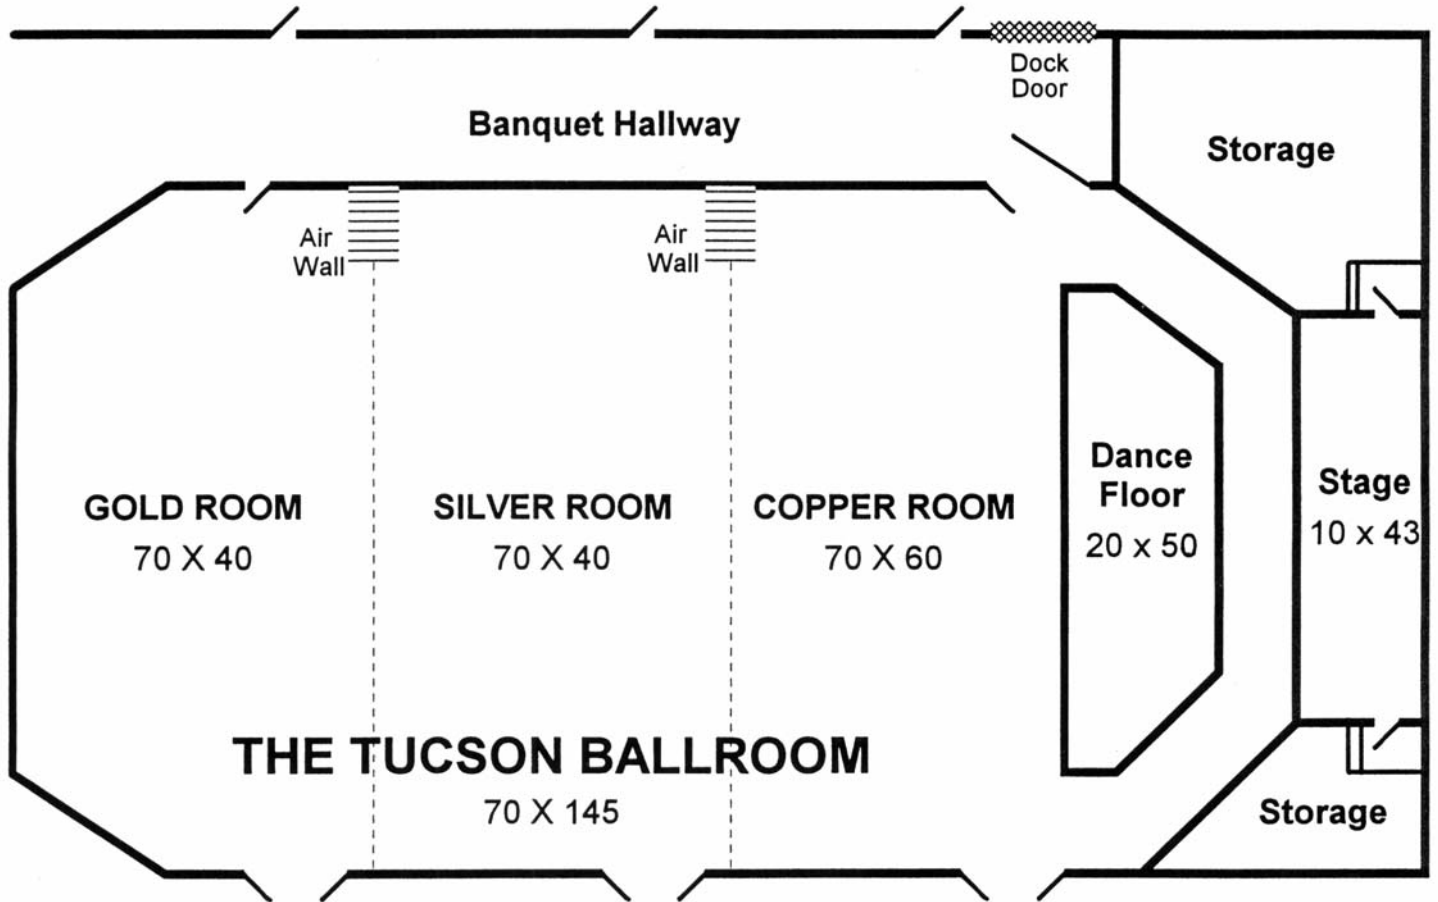 Dock
Door
Banquet Hallway
Storage
Air
Wall
Air
Wall
GOLD ROOM
70 X 40
SILVER ROOM
70 X 40
COPPER ROOM
70 X 60
Dance
Floor
20 x 50
Stage
10 x 43
THE TUCSON BALLROOM
70 X 145
Storage